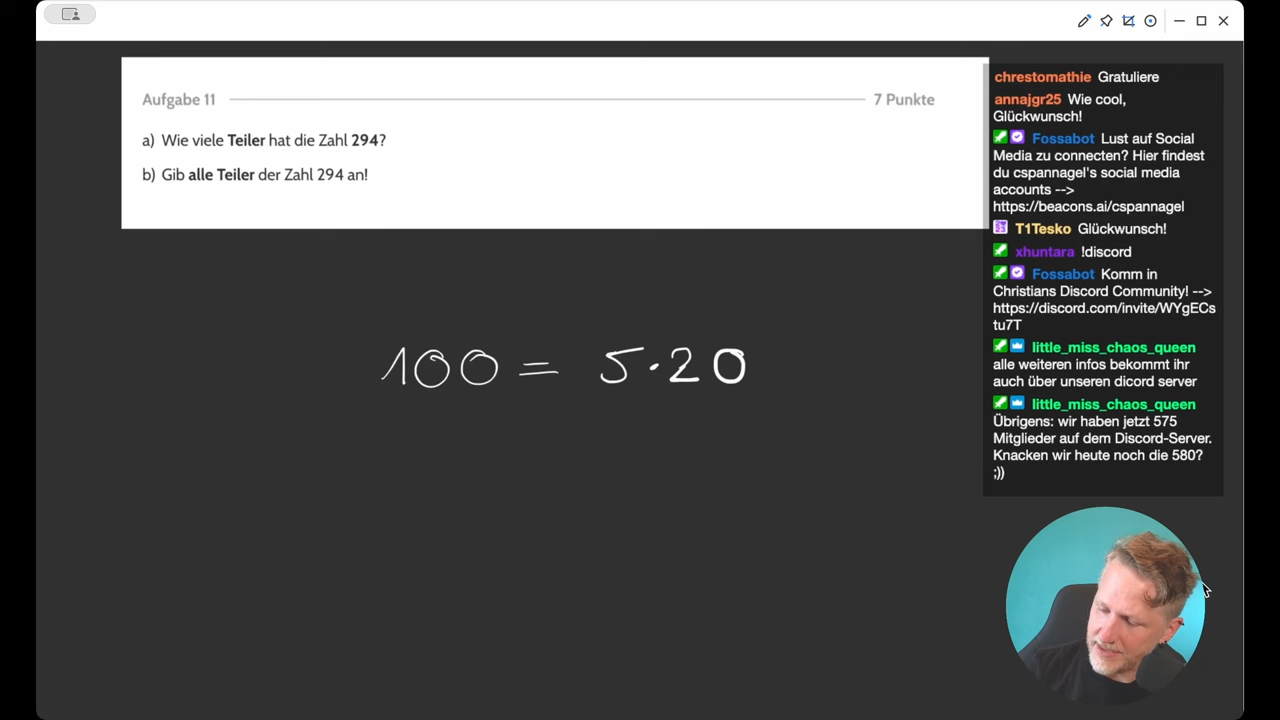 Aufgabe 11 7 Punkte
a) Wie viele Teiler hat die Zahl 294?
b) Gib alle Teiler der Zahl 294 an!
100 = 5·20
chrestomathie Gratuliere
annajgr25 Wie cool,
Glückwunsch!
Fossabot Lust auf Social
Media zu connecten? Hier findest
du cspannagel's social media
accounts -->
https://beacons.ai/cspannagel
T1Tesko Glückwunsch!
xhuntara !discord
Fossabot Komm in
Christians Discord Community! -->
https://discord.com/invite/WYgECs
tu7T
little_miss_chaos_queen
alle weiteren infos bekommt ihr
auch über unseren dicord server
little_miss_chaos_queen
Übrigens: wir haben jetzt 575
Mitglieder auf dem Discord-Server.
Knacken wir heute noch die 580?
;))